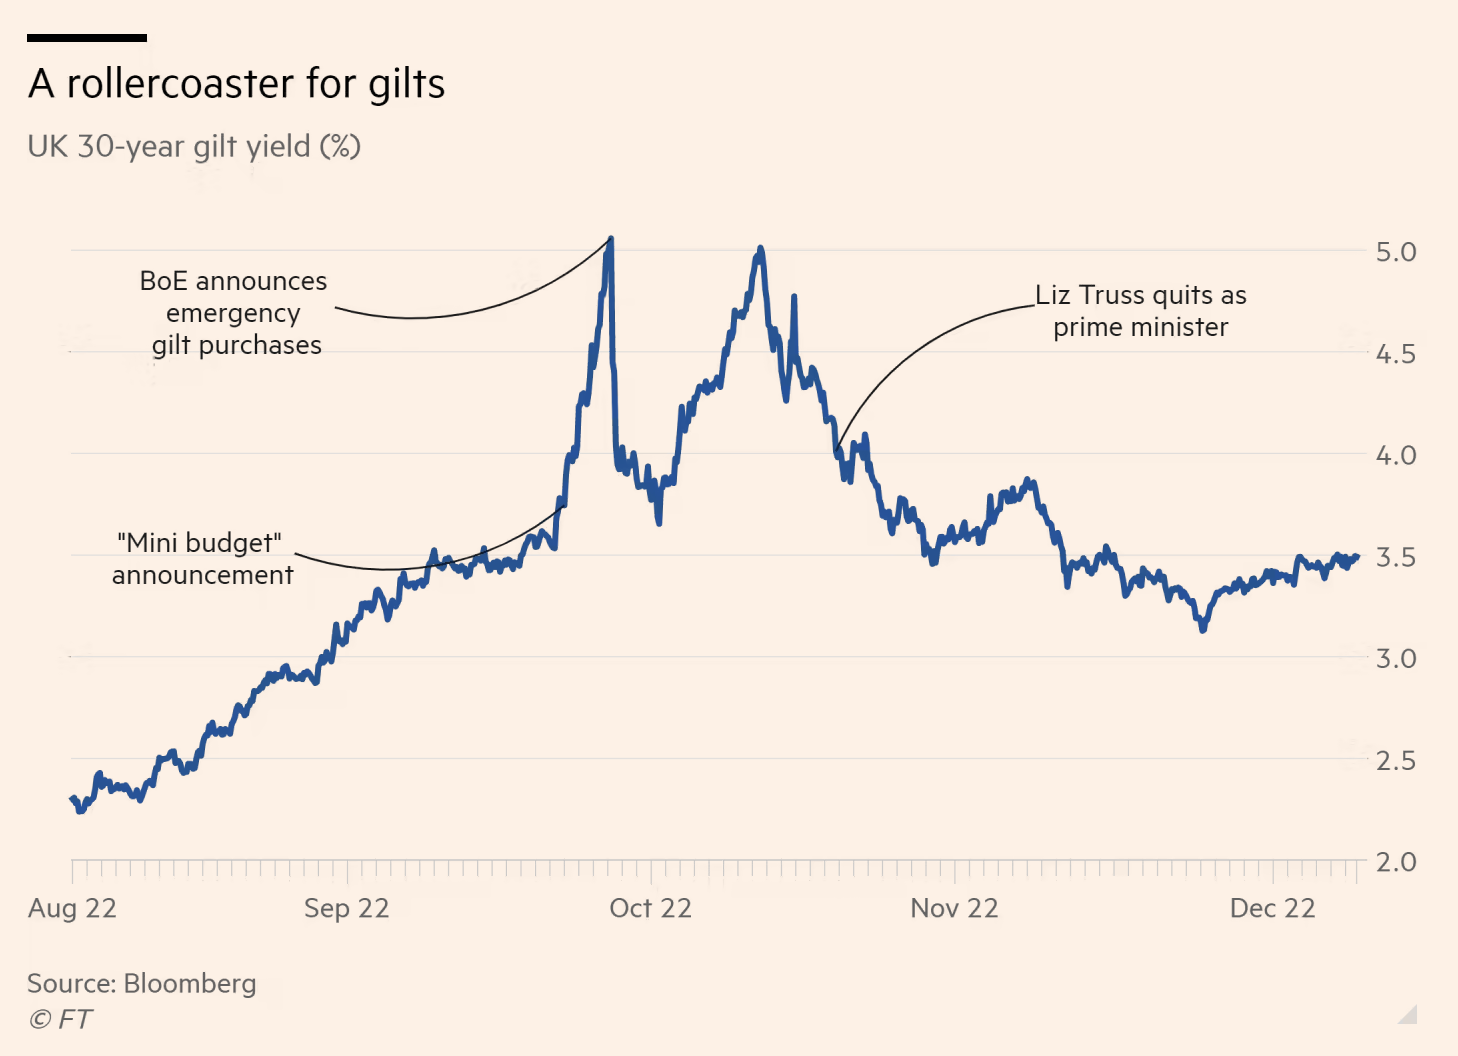 A rollercoaster for gilts
UK 30-year gilt yield (%)
BoE announces
emergency
gilt purchases
Liz Truss quits as
prime minister
"Mini budget"
announcement
5.0
4.5
4.0
3.5
3.0
2.5
2.0
Aug 22 Sep 22 Oct 22 Nov 22 Dec 22
Source: Bloomberg
© FT